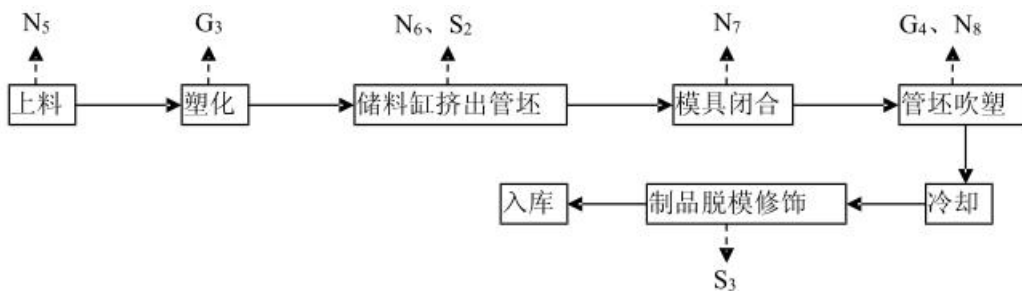 N₅ G₃ N₆、S₂ N₇ G₄、N₈
上料 塑化 储料缸挤出管坯 模具闭合 管坯吹塑
入库 制品脱模修饰 冷却
S₃